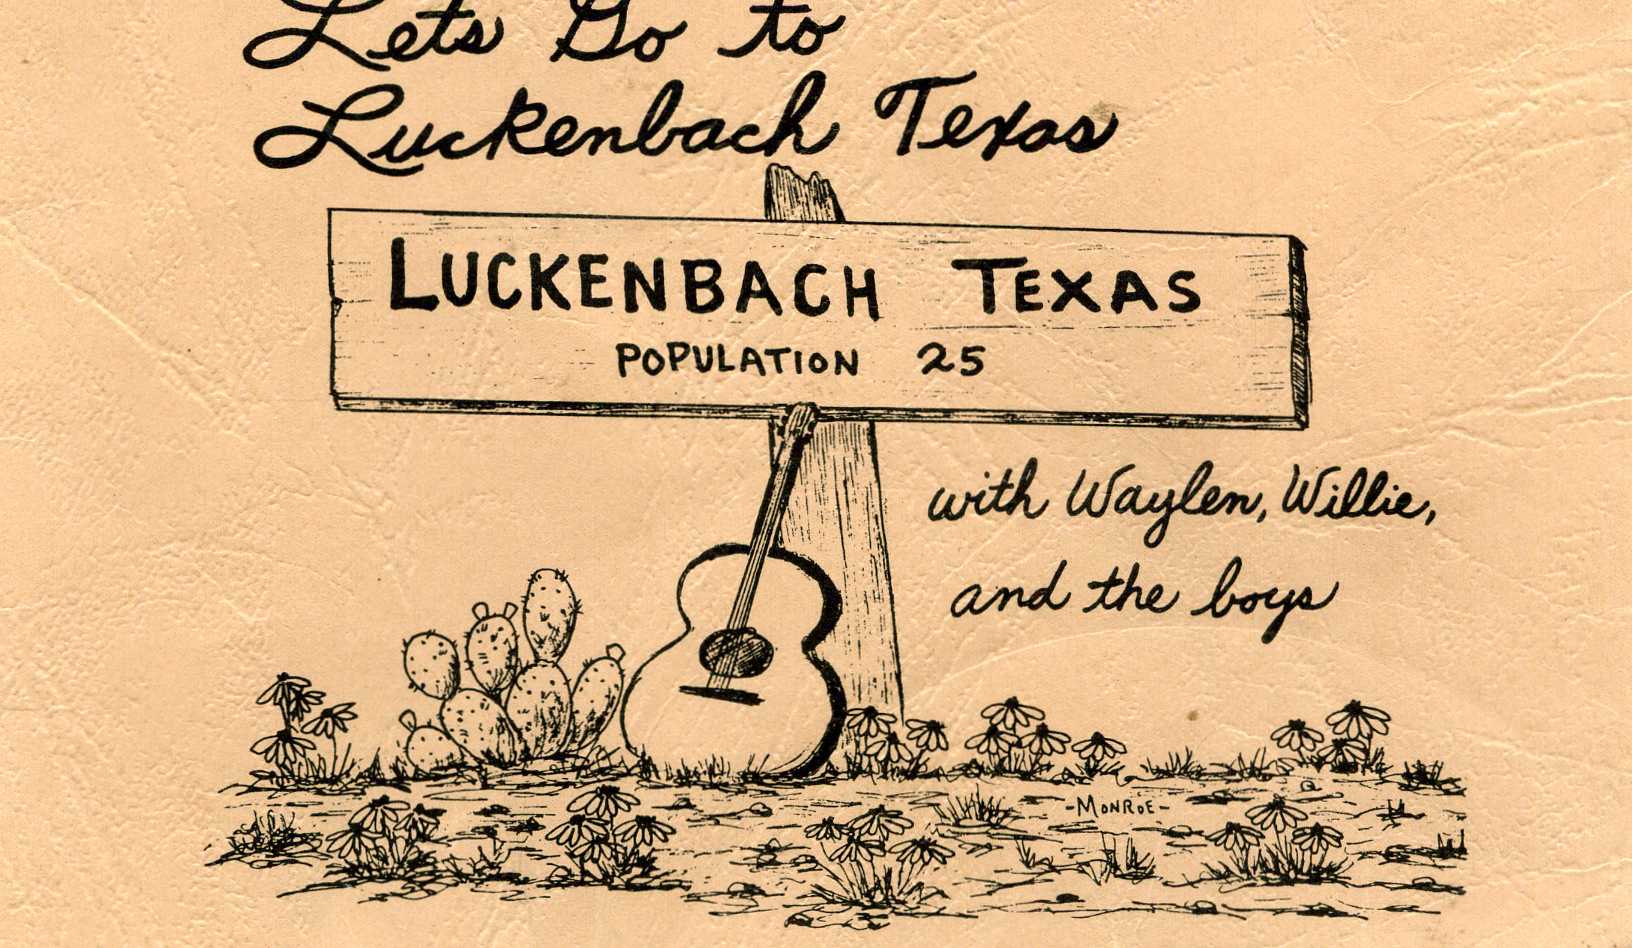 Lets Go to
Luckenbach Texas
LUCKENBACH TEXAS
POPULATION 25
with Waylen, Willie,
and the boys
-MONROE-